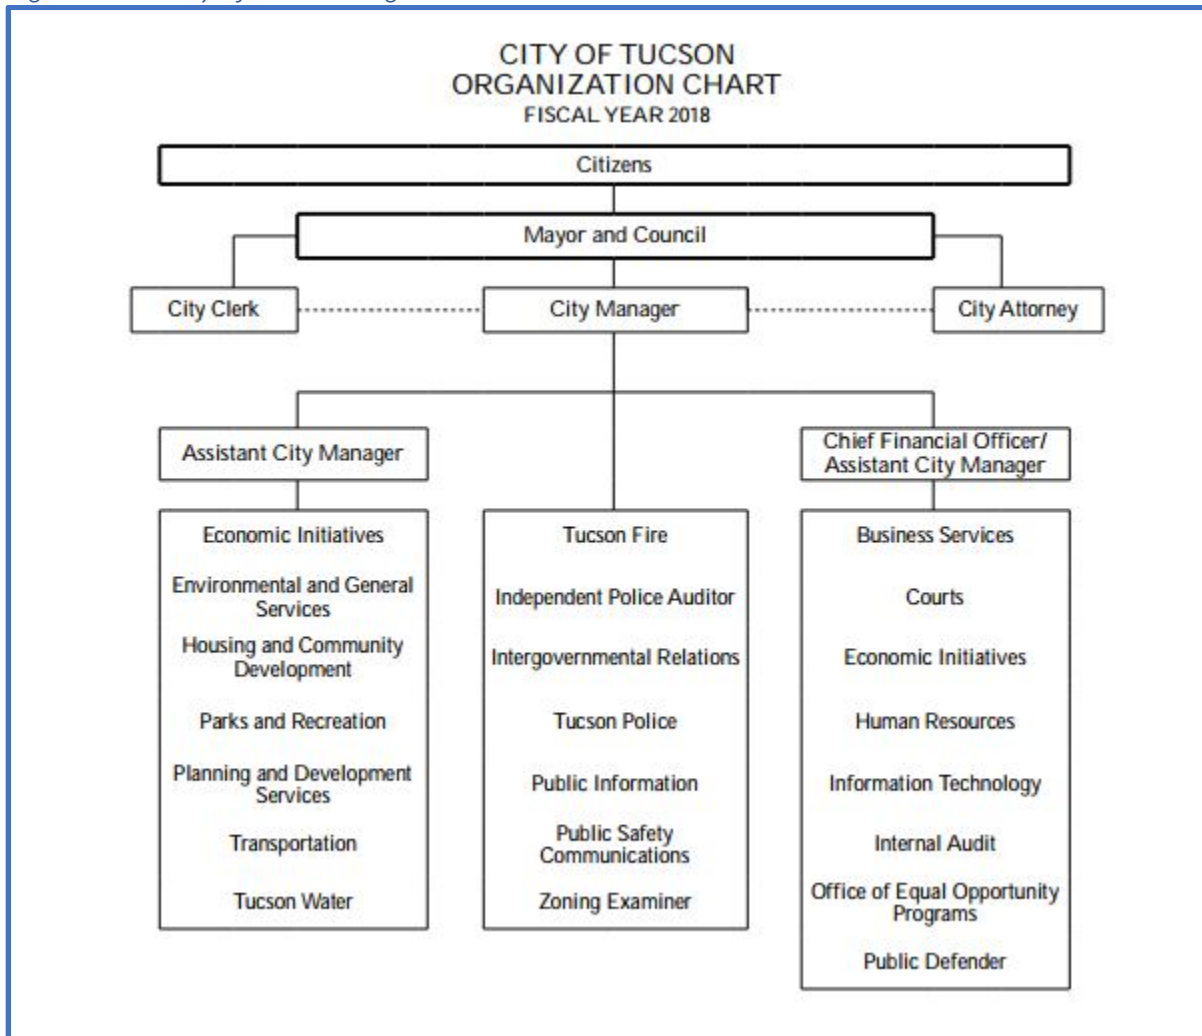 CITY OF TUCSON
ORGANIZATION CHART
FISCAL YEAR 2018
Citizens
Mayor and Council
City Clerk
City Manager
City Attorney
Assistant City Manager
Chief Financial Officer/
Assistant City Manager
Economic Initiatives
Environmental and General
Services
Housing and Community
Development
Parks and Recreation
Planning and Development
Services
Transportation
Tucson Water
Tucson Fire
Independent Police Auditor
Intergovernmental Relations
Tucson Police
Public Information
Public Safety
Communications
Zoning Examiner
Business Services
Courts
Economic Initiatives
Human Resources
Information Technology
Internal Audit
Office of Equal Opportunity
Programs
Public Defender